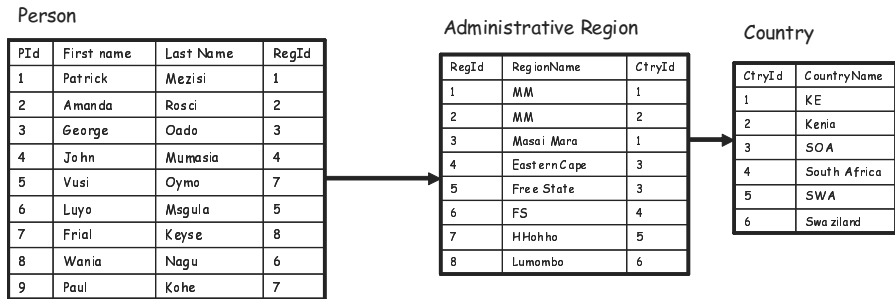 Person
PId First name Last Name RegId
1 Patrick Mezisi 1
2 Amanda Rosci 2
3 George Oado 3
4 John Mumasia 4
5 Vusi Oymo 7
6 Luyo Msgula 5
7 Frial Keyse 8
8 Wania Nagu 6
9 Paul Kohe 7
Administrative Region
RegId RegionName CtryId
1 MM 1
2 MM 2
3 Masai Mara 1
4 Eastern Cape 3
5 Free State 3
6 FS 4
7 HHohho 5
8 Lumombo 6
Country
CtryId CountryName
1 KE
2 Kenia
3 SOA
4 South Africa
5 SWA
6 Swaziland